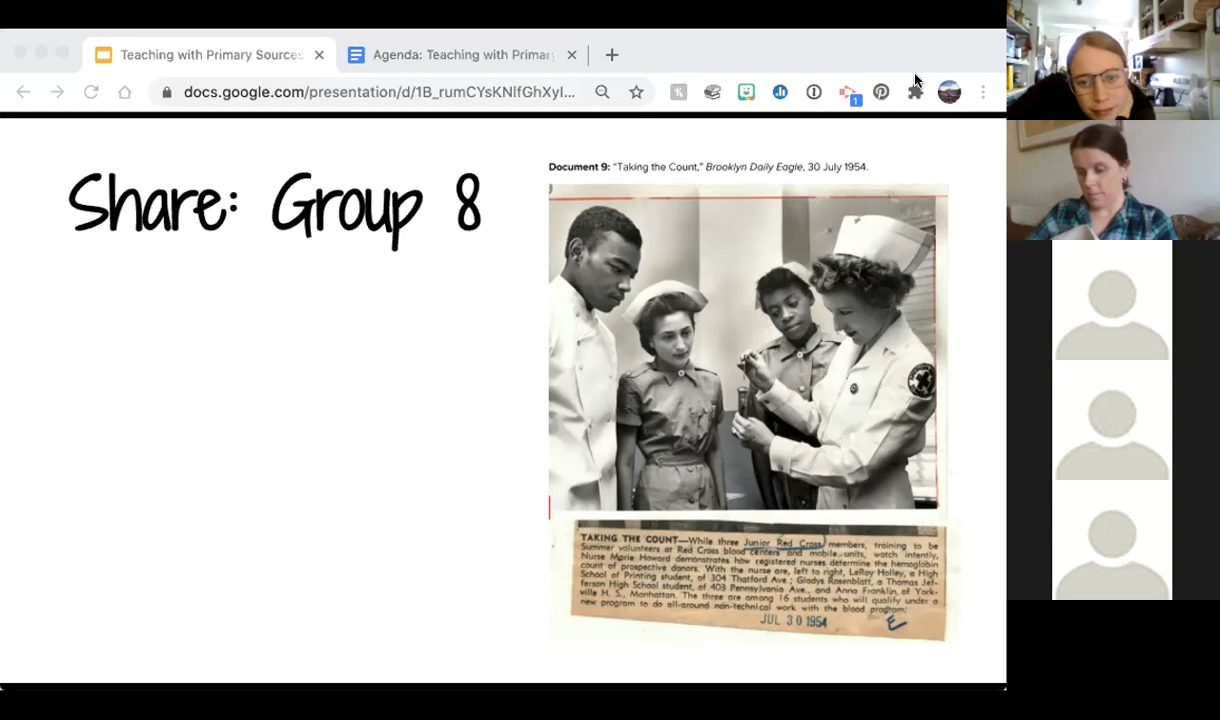 Teaching with Primary Sources
Agenda: Teaching with Primar
docs.google.com/presentation/d/1B_rumCYsKNlfGhXyI...
1
Share: Group 8
Document 9: “Taking the Count,” Brooklyn Daily Eagle, 30 July 1954.
TAKING THE COUNT—While three Junior Red Cross members, training to be
Summer volunteers at Red Cross blood centers and mobile units, watch intently,
Nurse Marie Howard demonstrates how registered nurses determine the hemoglobin
count of prospective donors. With the nurse are, left to right, LeRoy Holley, a High
School of Printing student, of 304 Thatford Ave.; Gladys Rosenblatt, a Thomas Jef-
ferson High School student, of 403 Pennsylvania Ave., and Anna Franklin, of York-
ville H. S., Manhattan. The three are among 16 students who will qualify under a
new program to do all-around non-technical work with the blood program.
JUL 30 1954
E